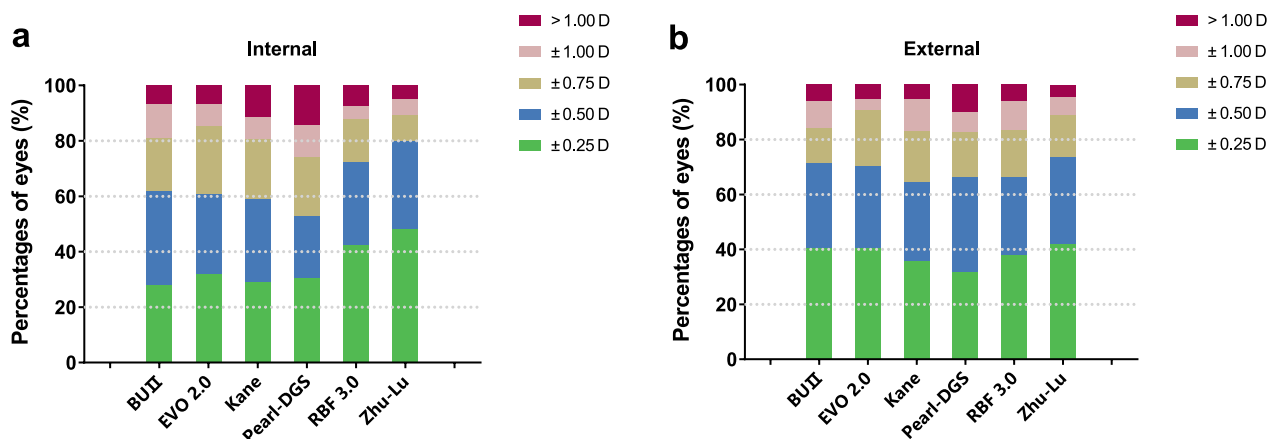 a
Internal
Percentages of eyes (%)
100
80
60
40
20
0
BUII
EVO 2.0
Kane
Pearl-DGS
RBF 3.0
Zhu-Lu
> 1.00 D
± 1.00 D
± 0.75 D
± 0.50 D
± 0.25 D
b
External
Percentages of eyes (%)
100
80
60
40
20
0
BUII
EVO 2.0
Kane
Pearl-DGS
RBF 3.0
Zhu-Lu
> 1.00 D
± 1.00 D
± 0.75 D
± 0.50 D
± 0.25 D